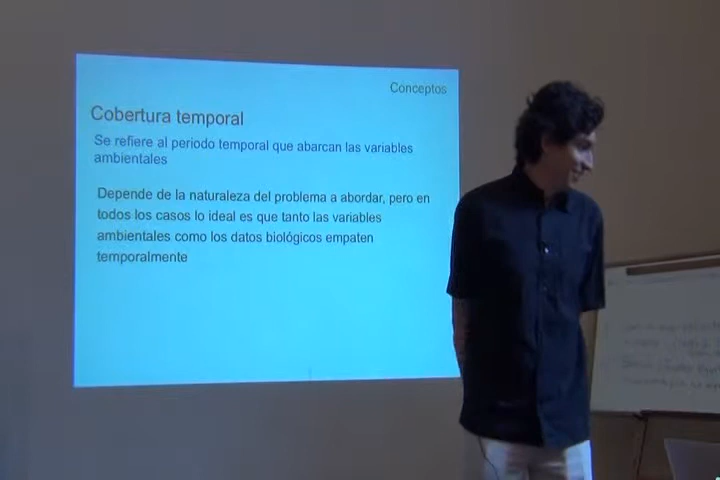 Conceptos
Cobertura temporal
Se refiere al periodo temporal que abarcan las variables
ambientales
Depende de la naturaleza del problema a abordar, pero en
todos los casos lo ideal es que tanto las variables
ambientales como los datos biológicos empaten
temporalmente